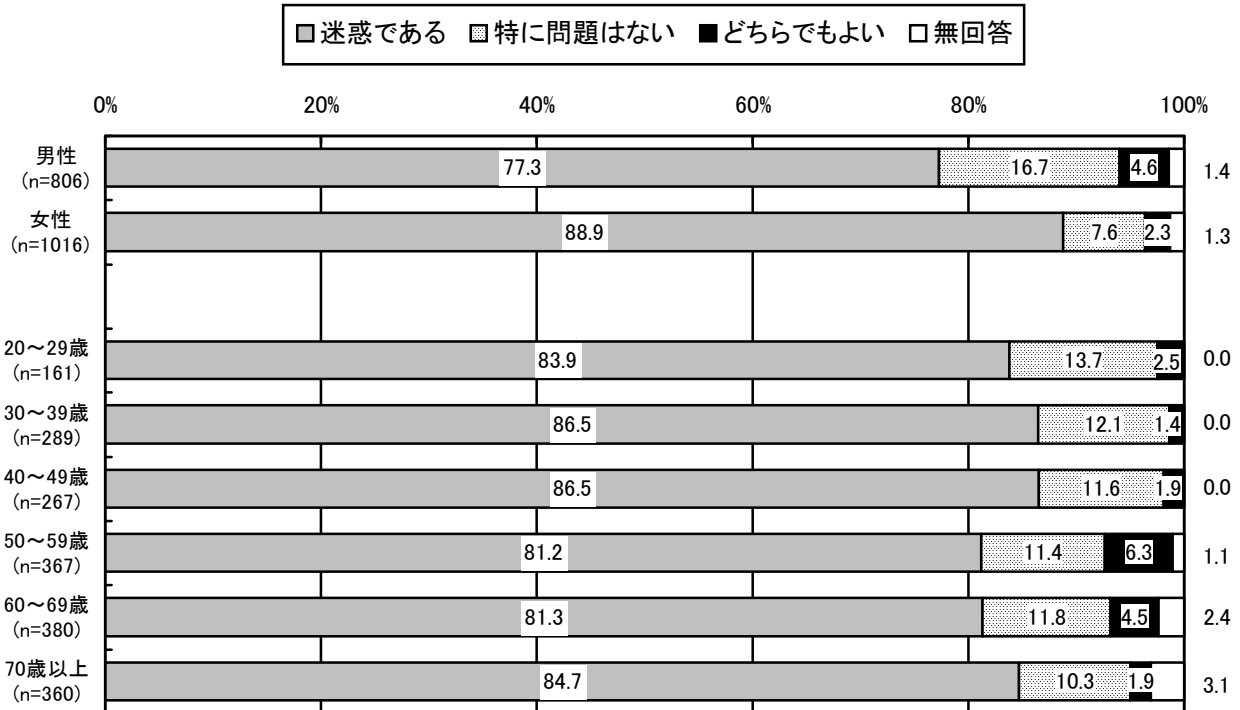 迷惑である 特に問題はない どちらでもよい 無回答
0% 20% 40% 60% 80% 100%
男性
(n=806)
77.3 16.7 4.6 1.4
女性
(n=1016)
88.9 7.6 2.3 1.3
20～29歳
(n=161)
83.9 13.7 2.5 0.0
30～39歳
(n=289)
86.5 12.1 1.4 0.0
40～49歳
(n=267)
86.5 11.6 1.9 0.0
50～59歳
(n=367)
81.2 11.4 6.3 1.1
60～69歳
(n=380)
81.3 11.8 4.5 2.4
70歳以上
(n=360)
84.7 10.3 1.9 3.1